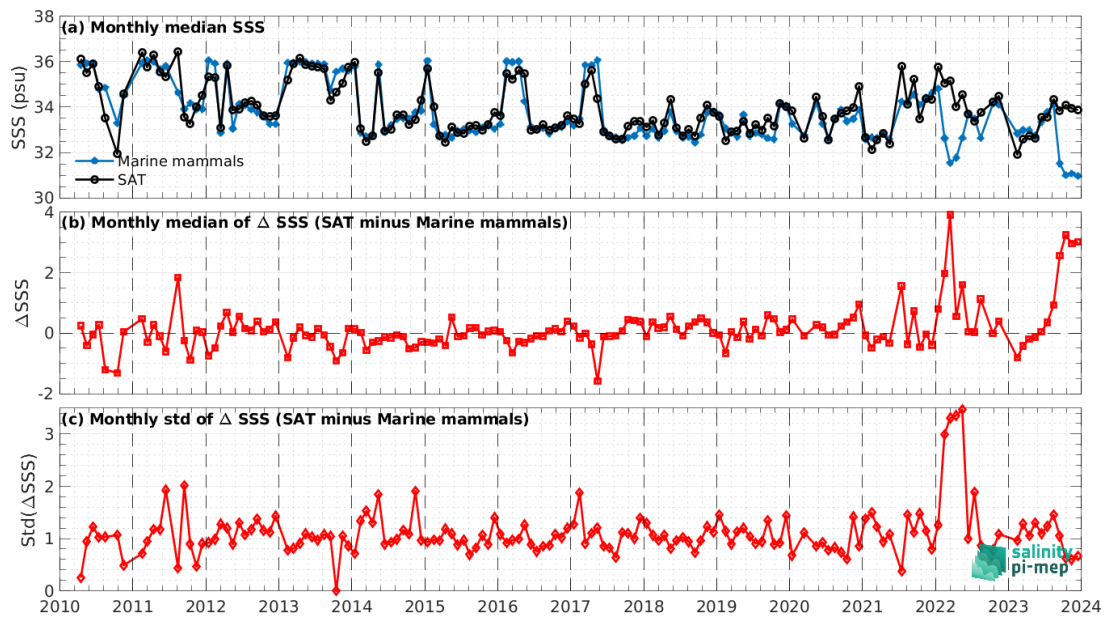 (a) Monthly median SSS
38
36
34
32
30
SSS (psu)
Marine mammals
SAT
(b) Monthly median of Δ SSS (SAT minus Marine mammals)
4
2
0
-2
ΔSSS
(c) Monthly std of Δ SSS (SAT minus Marine mammals)
3
2
1
0
Std(ΔSSS)
salinity
pi-mep
2010 2011 2012 2013 2014 2015 2016 2017 2018 2019 2020 2021 2022 2023 2024